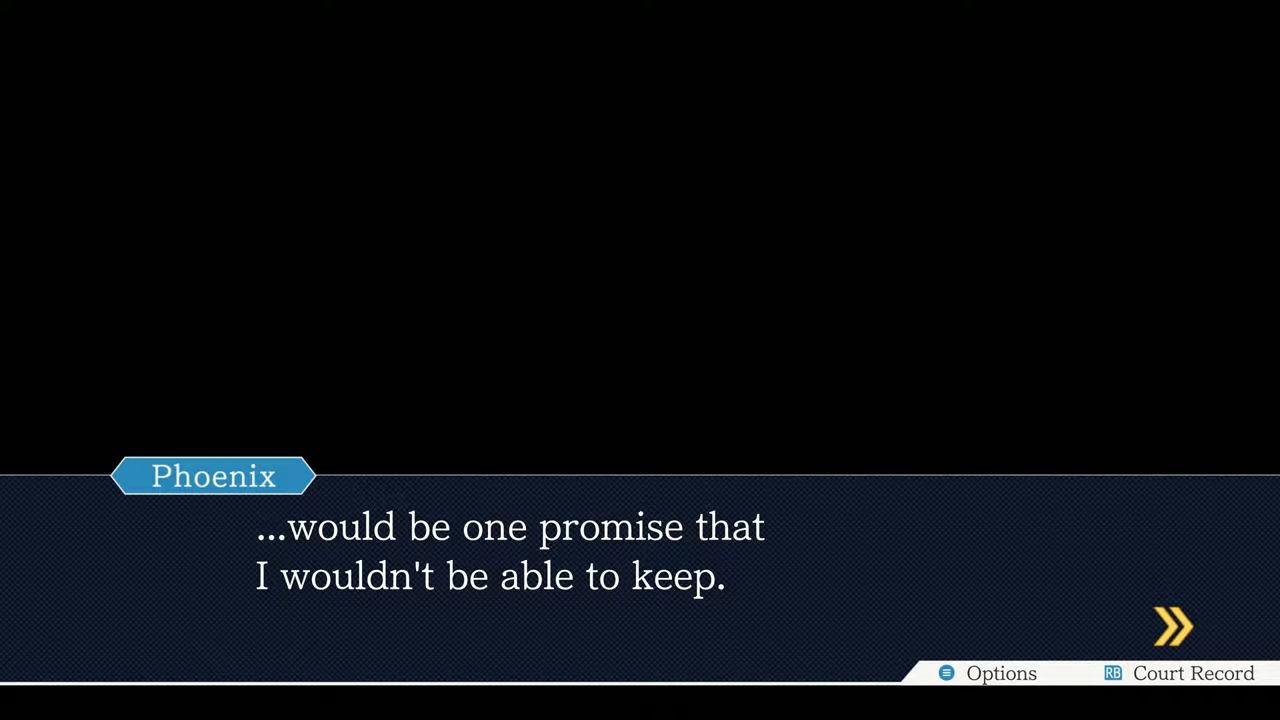 Phoenix
...would be one promise that
I wouldn't be able to keep.
Options
RB Court Record